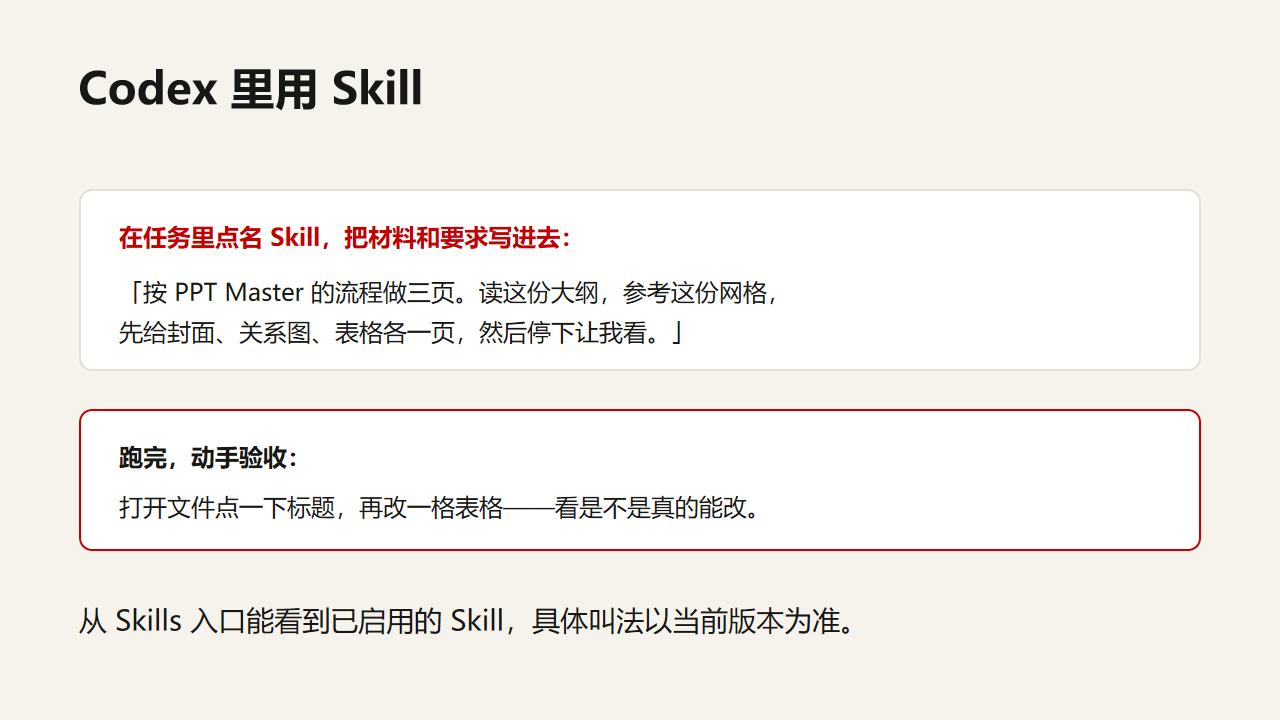 Codex 里用 Skill
在任务里点名 Skill，把材料和要求写进去：
「按 PPT Master 的流程做三页。读这份大纲，参考这份网格，
先给封面、关系图、表格各一页，然后停下让我看。」
跑完，动手验收：
打开文件点一下标题，再改一格表格——看是不是真的能改。
从 Skills 入口能看到已启用的 Skill，具体叫法以当前版本为准。